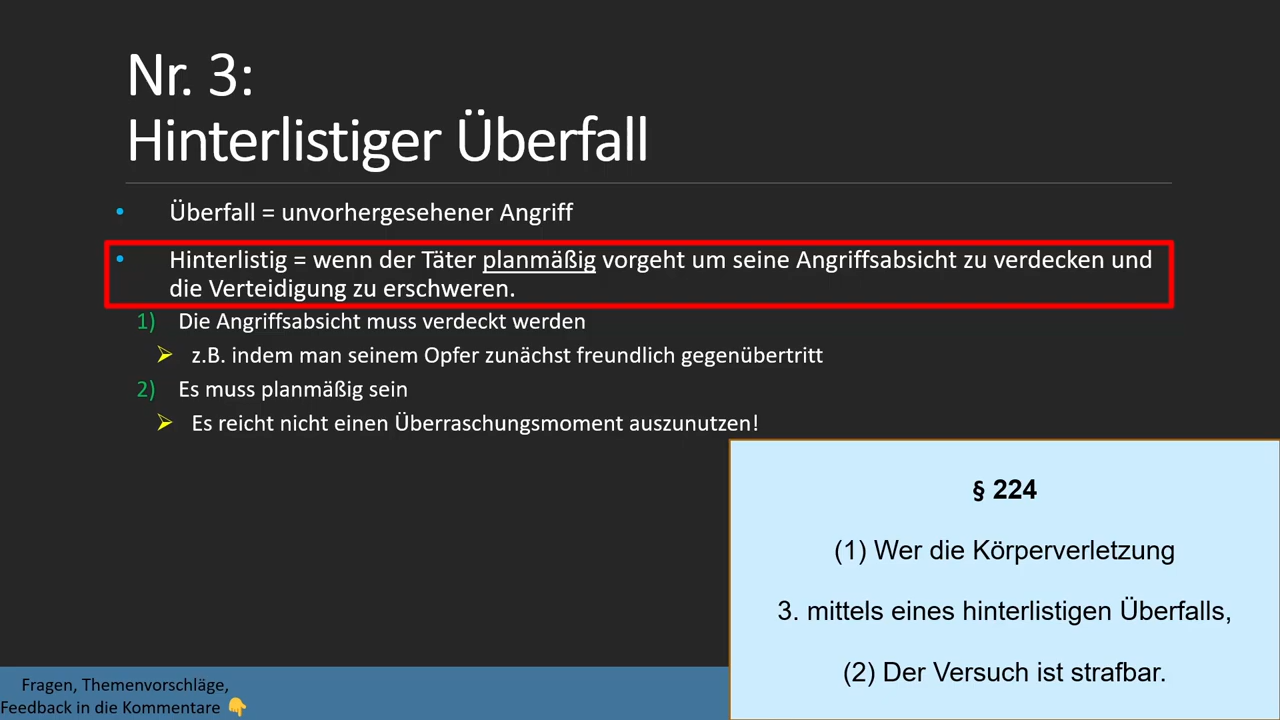 Nr. 3:
Hinterlistiger Überfall
• Überfall = unvorhergesehener Angriff
• Hinterlistig = wenn der Täter planmäßig vorgeht um seine Angriffsabsicht zu verdecken und
die Verteidigung zu erschweren.
1) Die Angriffsabsicht muss verdeckt werden
➢ z.B. indem man seinem Opfer zunächst freundlich gegenübertritt
2) Es muss planmäßig sein
➢ Es reicht nicht einen Überraschungsmoment auszunutzen!
§ 224
(1) Wer die Körperverletzung
3. mittels eines hinterlistigen Überfalls,
(2) Der Versuch ist strafbar.
Fragen, Themenvorschläge,
Feedback in die Kommentare 👇